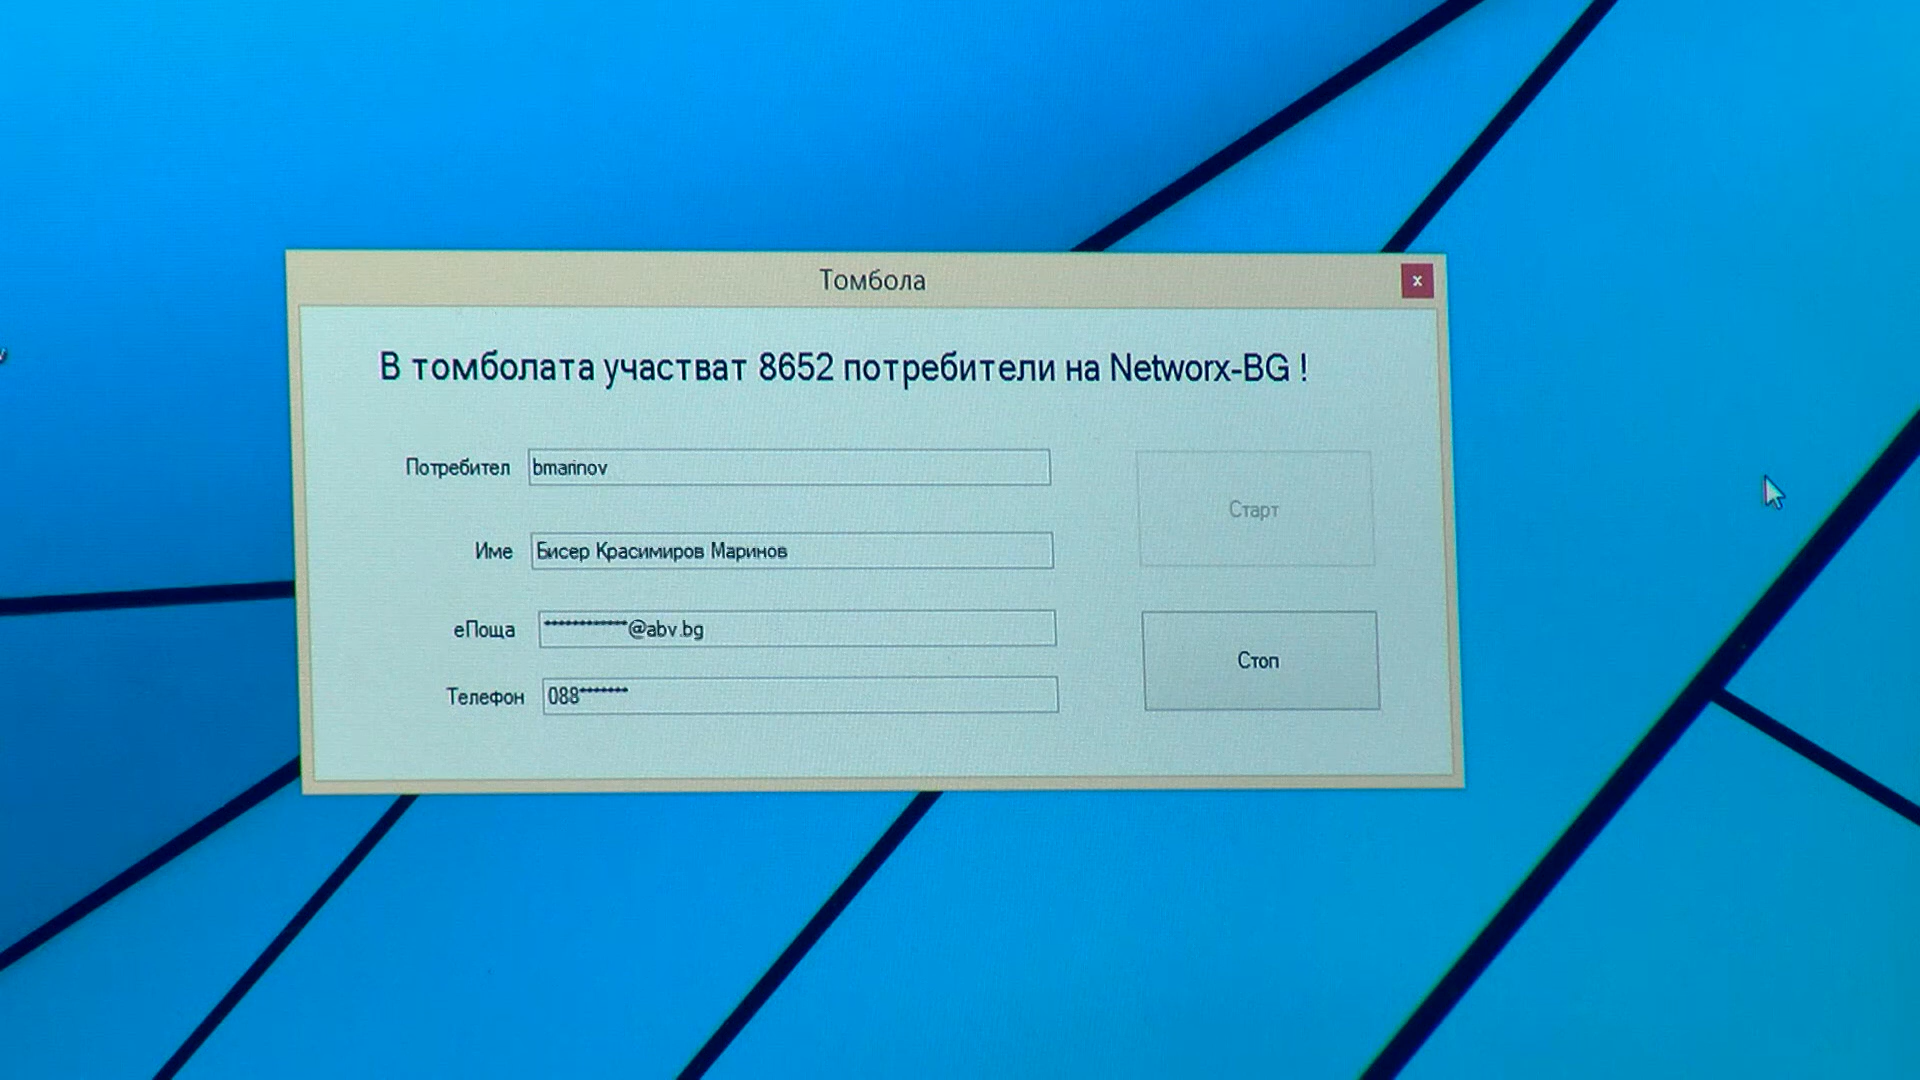 Томбола
x
В томболата участват 8652 потребители на Networx-BG !
Потребител bmarinov
Старт
Име Бисер Красимиров Маринов
еПоща ************@abv.bg
Стоп
Телефон 088*******